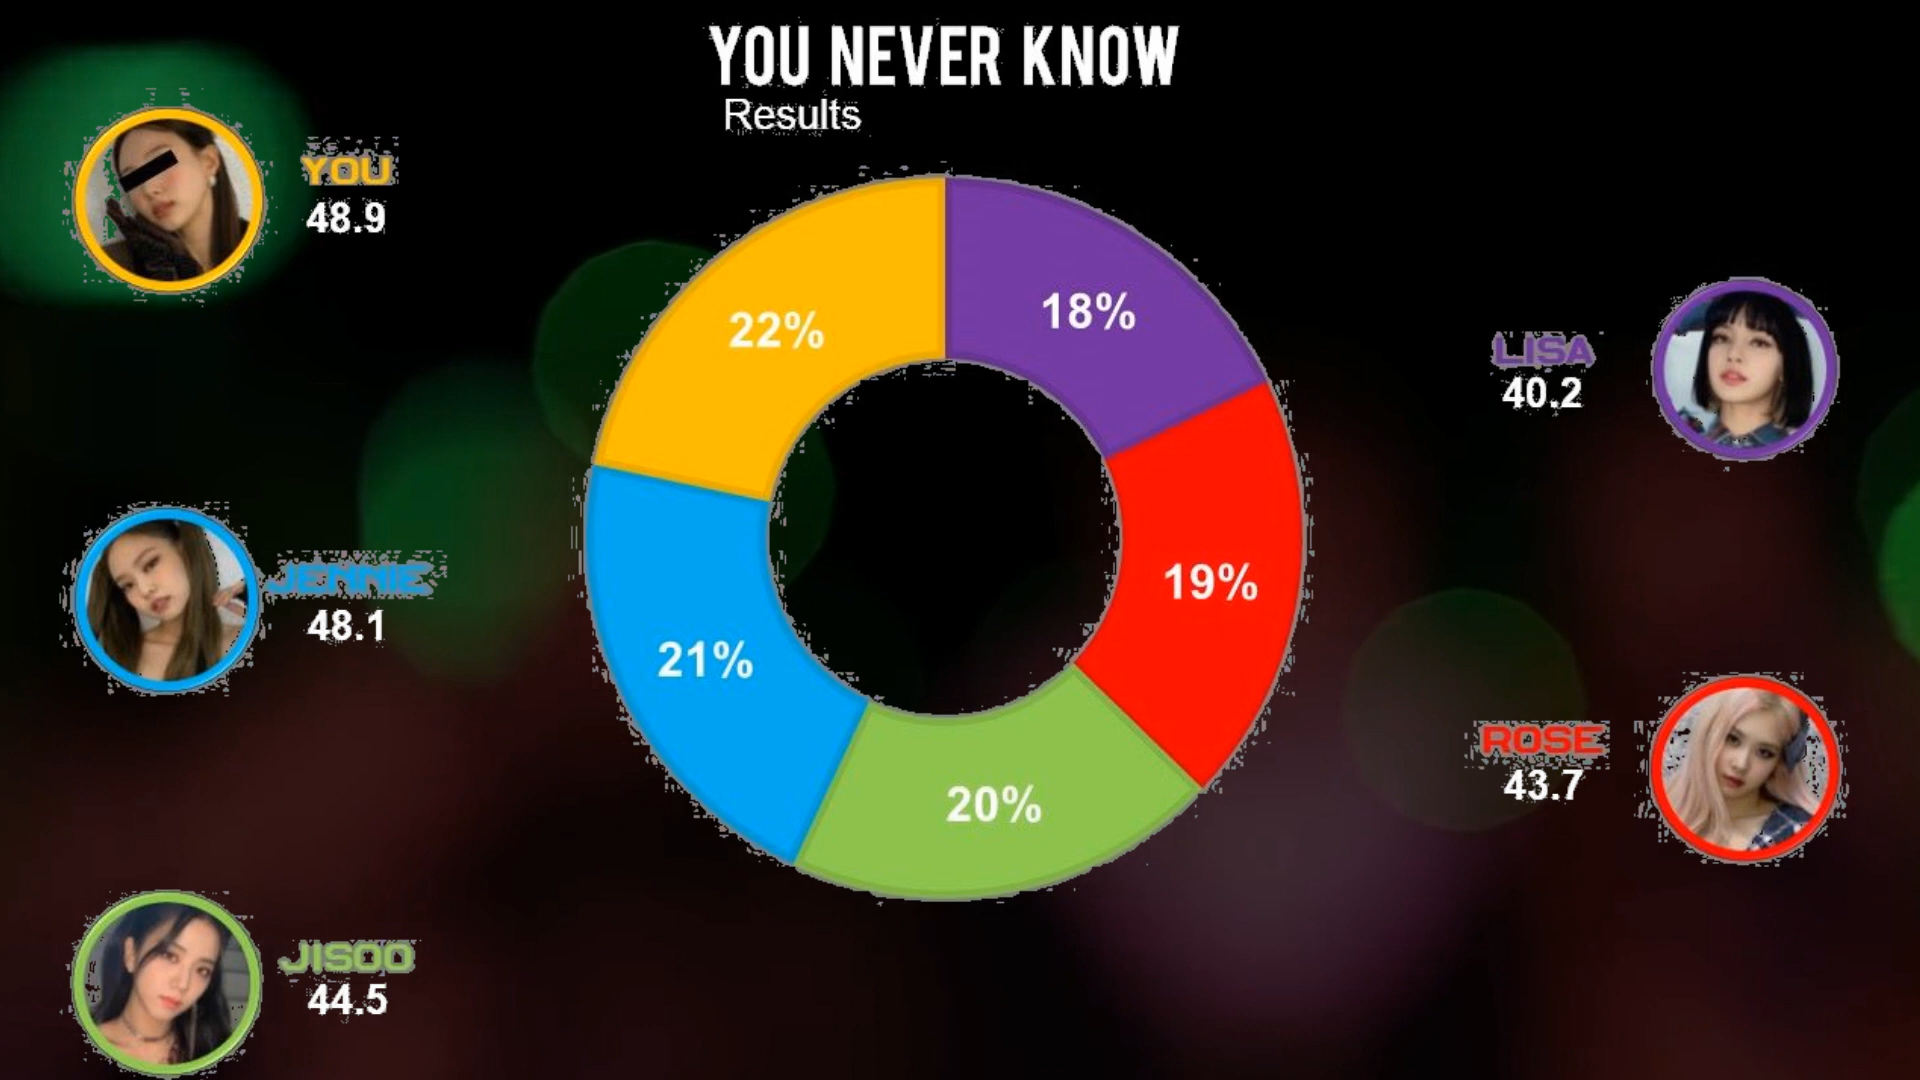 YOU NEVER KNOW
Results
YOU
48.9
JENNIE
48.1
JISOO
44.5
22%
18%
21%
19%
20%
LISA
40.2
ROSE
43.7